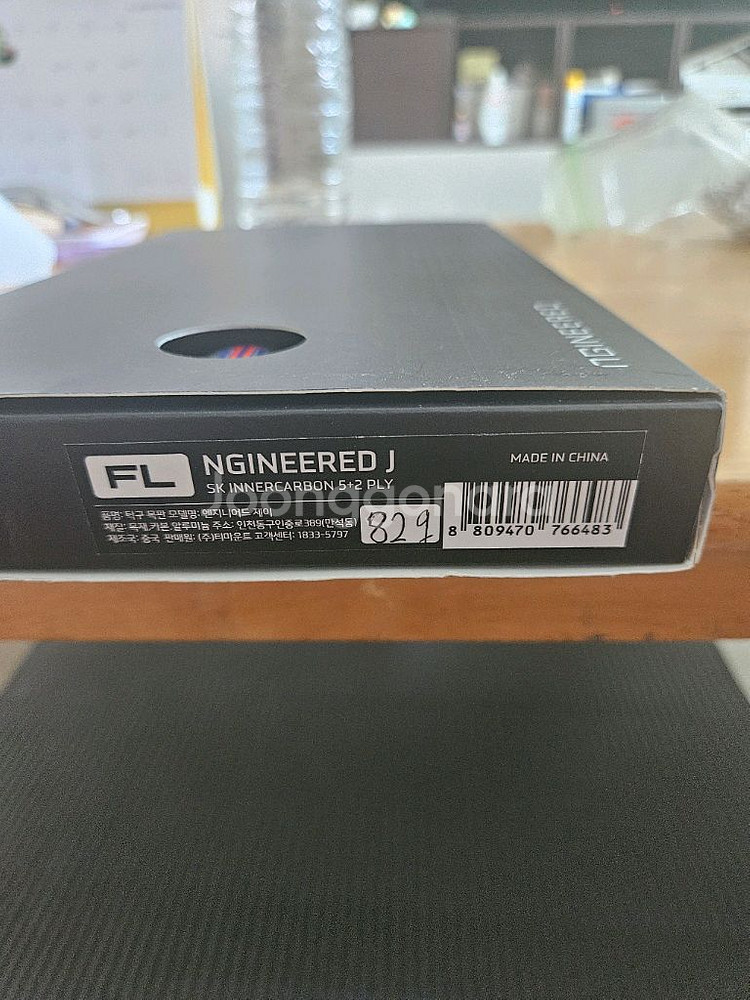 NGINEERED
FL
NGINEERED J
MADE IN CHINA
SK INNERCARBON 5+2 PLY
품명: 탁구 목판 모델명: 엔지니어드 제이
재질: 목재,카본,알루미늄 주소: 인천동구인중로389(만석동)
제조국: 중국 판매원: (주)티마운트 고객센터: 1833-5797
829
8 809470 766483
Joonggonara